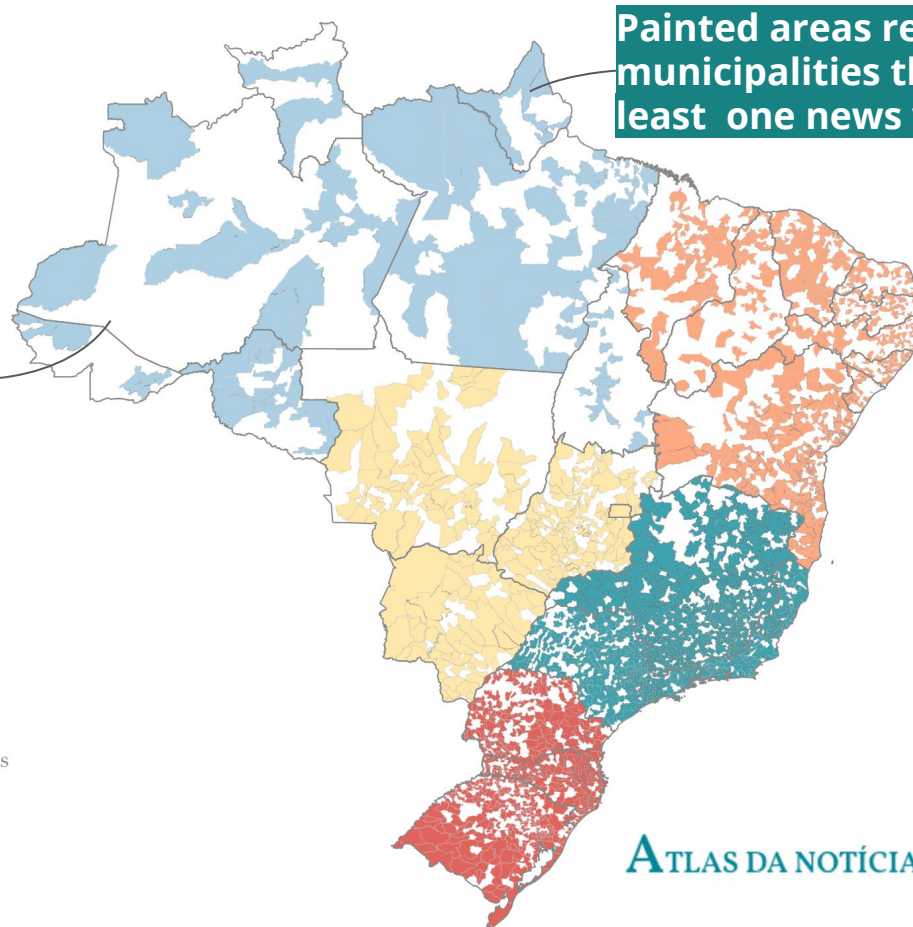 Painted areas re
municipalities th
least one news
s
ATLAS DA NOTÍCIA